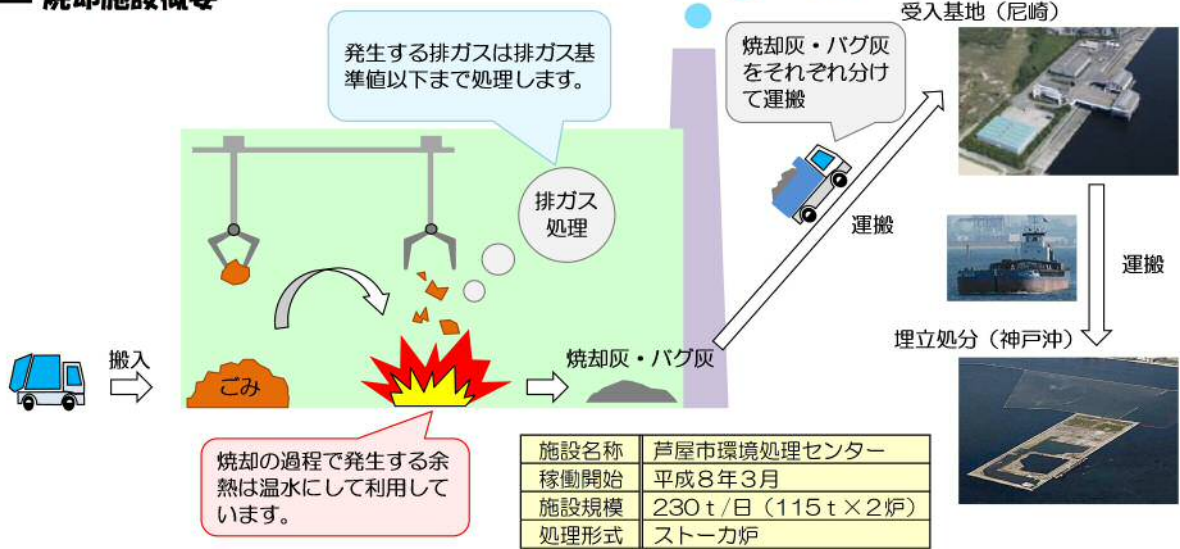 焼却施設概要
受入基地（尼崎）
発生する排ガスは排ガス基
準値以下まで処理します。
焼却灰・バグ灰
をそれぞれ分け
て運搬
排ガス
処理
運搬
運搬
埋立処分（神戸沖）
搬入
ごみ
焼却灰・バグ灰
焼却の過程で発生する余
熱は温水にして利用して
います。
施設名称 芦屋市環境処理センター
稼働開始 平成８年３月
施設規模 230ｔ/日（115ｔ×２炉）
処理形式 ストーカ炉